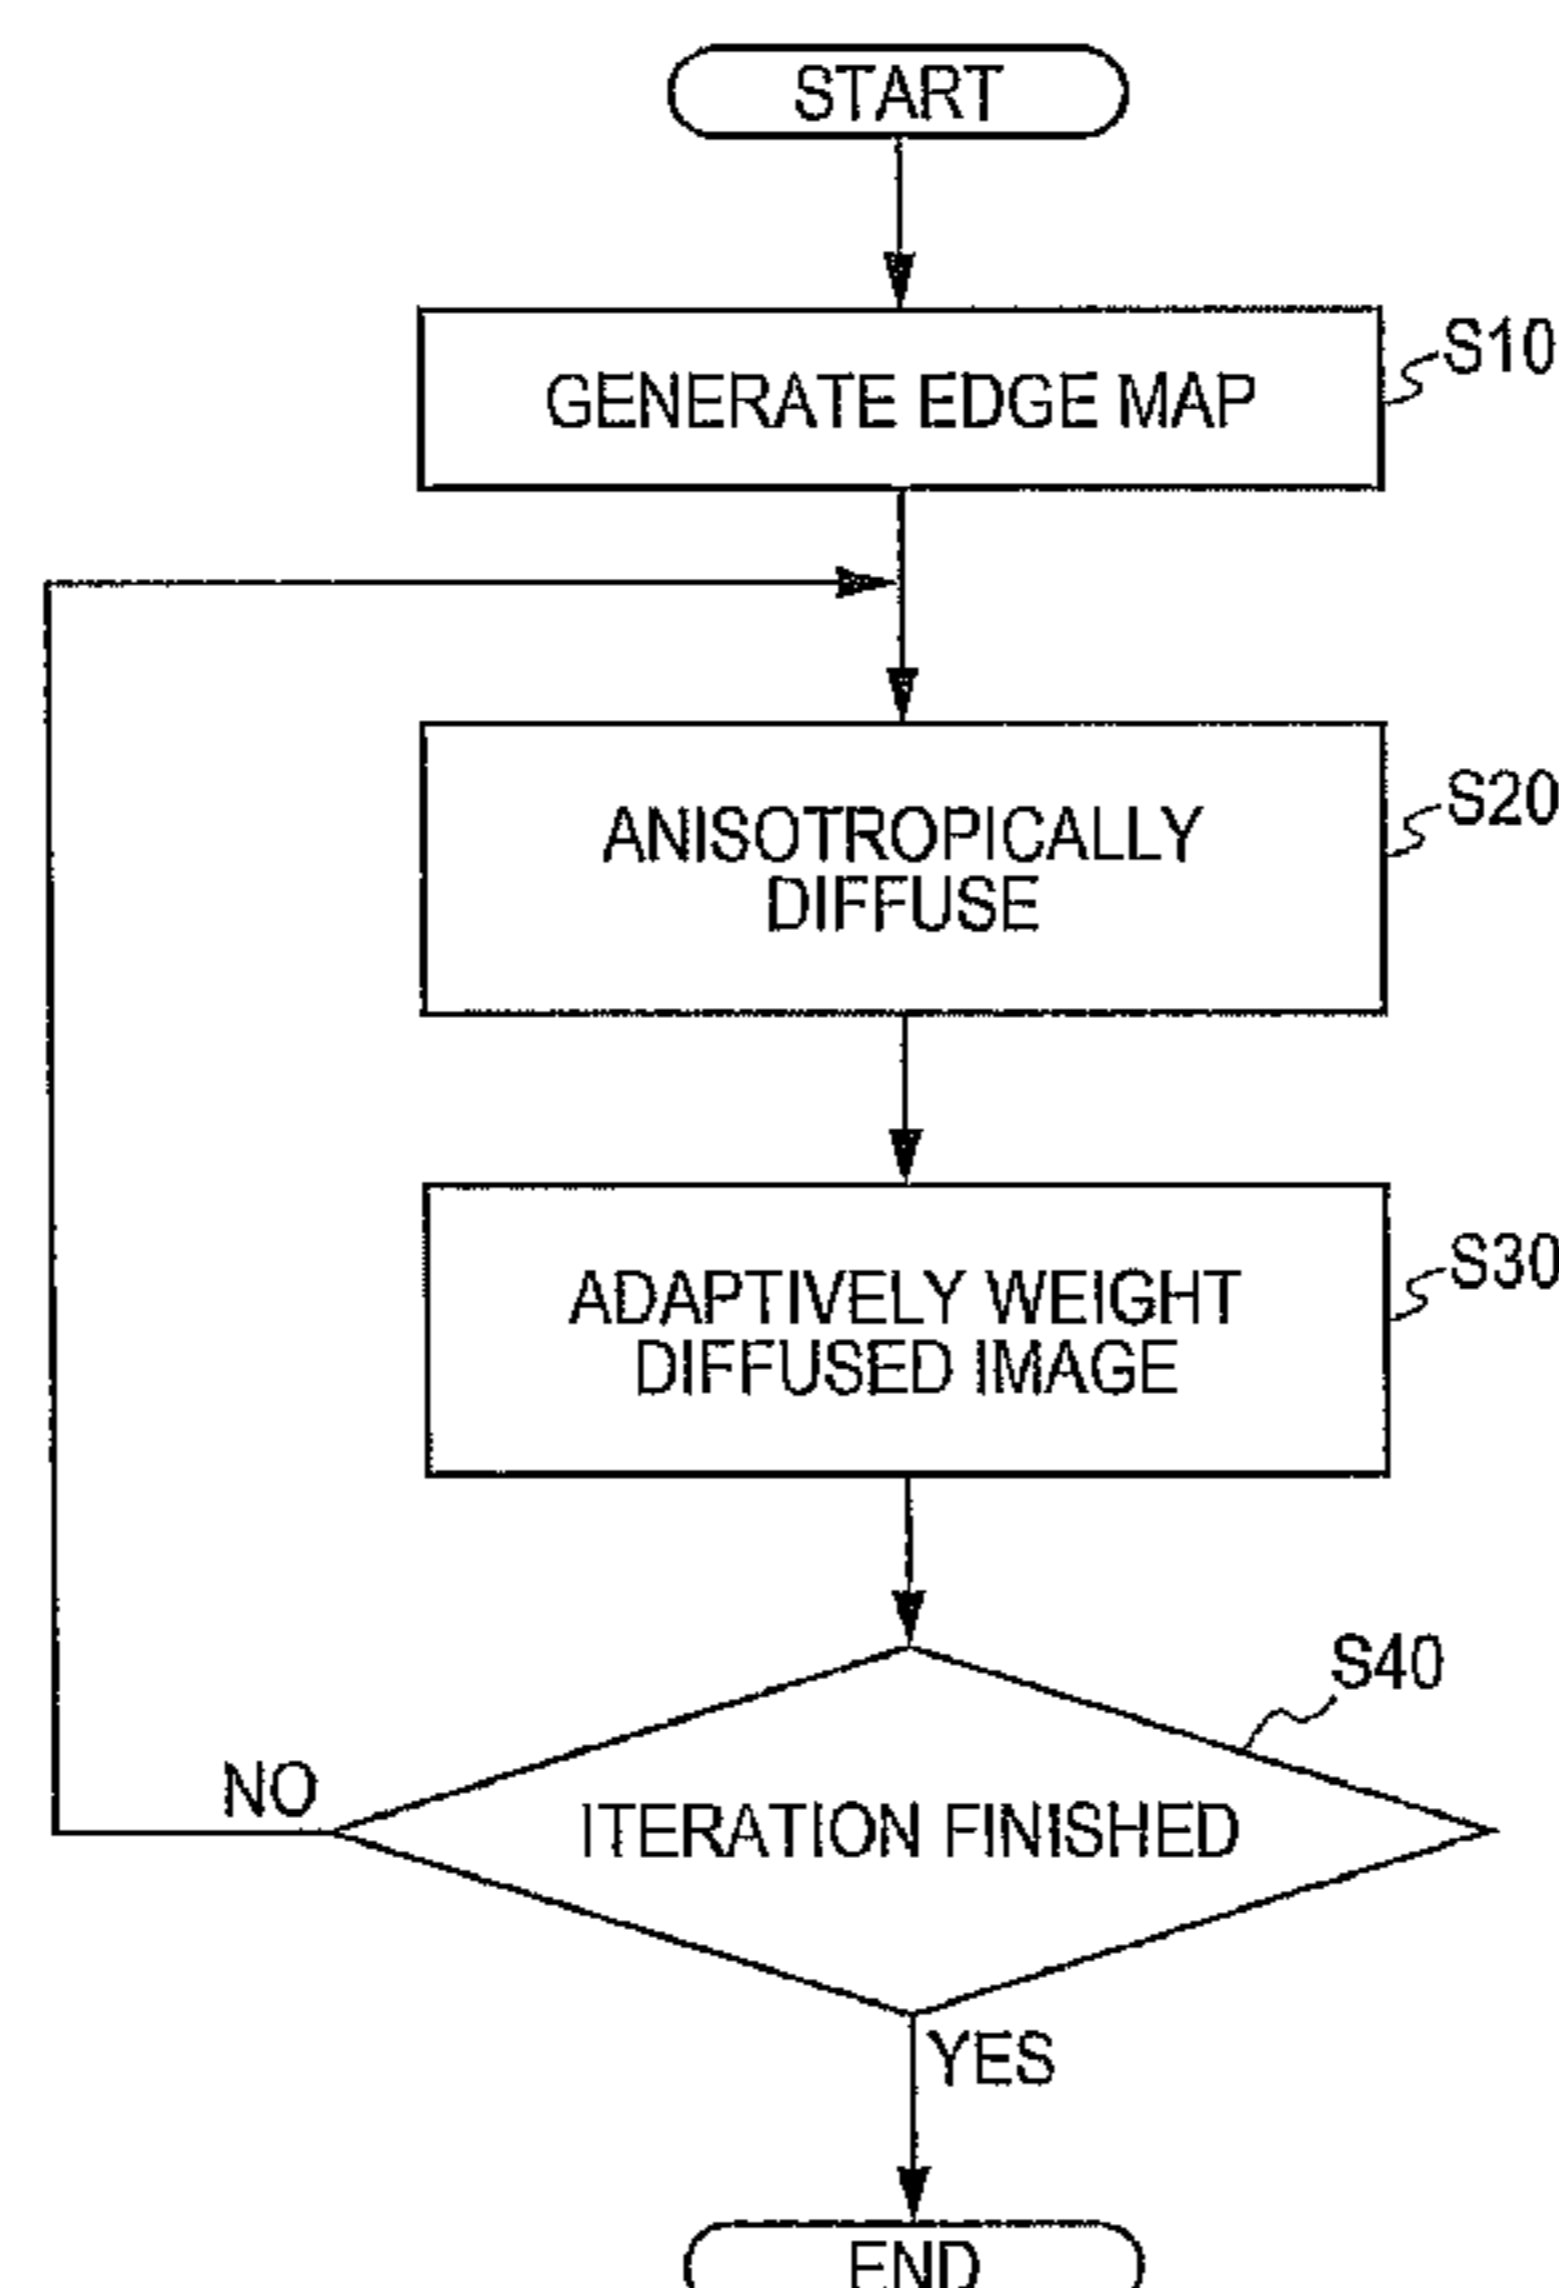 START
GENERATE EDGE MAP
S10
ANISOTROPICALLY
DIFFUSE
S20
ADAPTIVELY WEIGHT
DIFFUSED IMAGE
S30
S40
NO
ITERATION FINISHED
YES
END